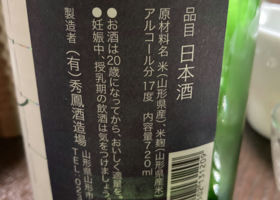 品目 日本酒
原材料名 米(山形県産)、米麹(山形県産米)
アルコール分 17度 内容量720ml
●お酒は20歳になってから、おいしく適量を。
●妊娠中、授乳期の飲酒は気をつけましょう。
製造者 (有)秀鳳酒造場 山形県山形市
TEL:02